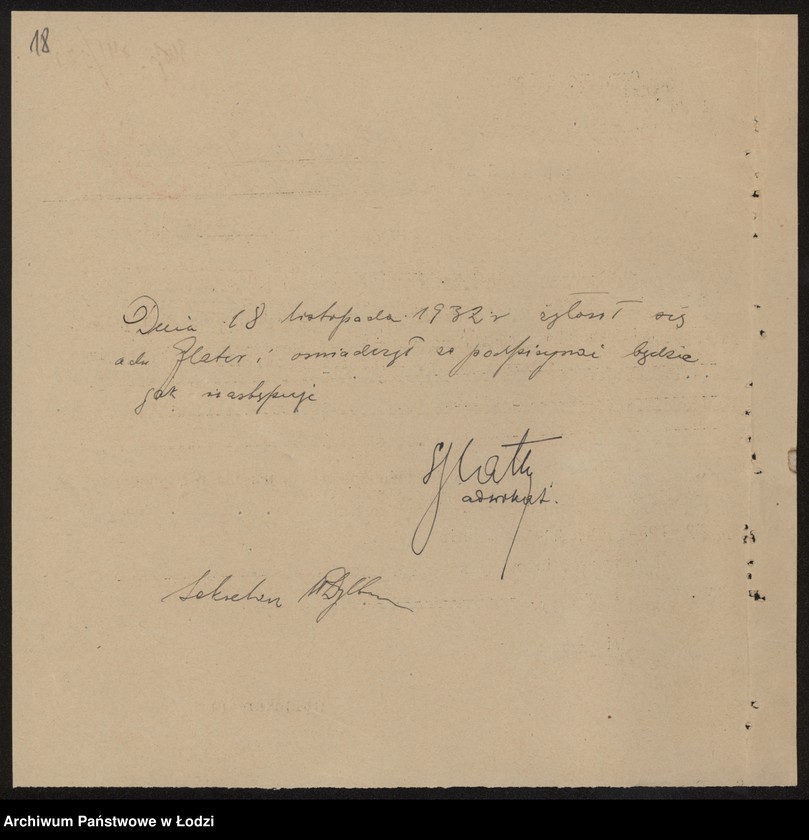 18
Dnia 18 listopada 1932 r zgłosił się
adw Zlater i oświadczył że podpisywać będzie
jak następuje
adwokat.
Sekretarz
Archiwum Państwowe w Łodzi